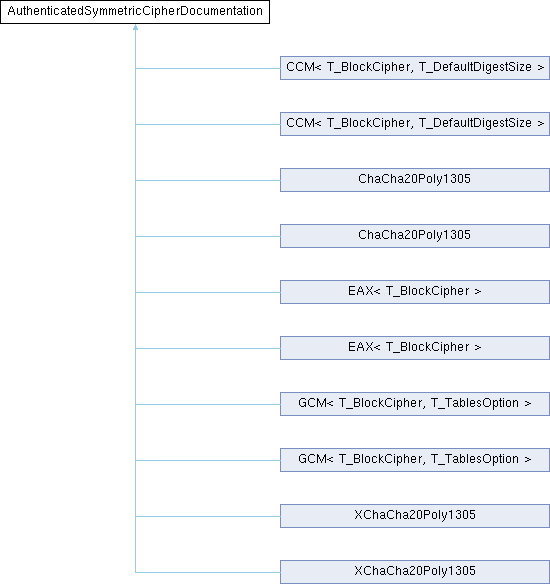 AuthenticatedSymmetricCipherDocumentation
CCM< T_BlockCipher, T_DefaultDigestSize >
CCM< T_BlockCipher, T_DefaultDigestSize >
ChaCha20Poly1305
ChaCha20Poly1305
EAX< T_BlockCipher >
EAX< T_BlockCipher >
GCM< T_BlockCipher, T_TablesOption >
GCM< T_BlockCipher, T_TablesOption >
XChaCha20Poly1305
XChaCha20Poly1305